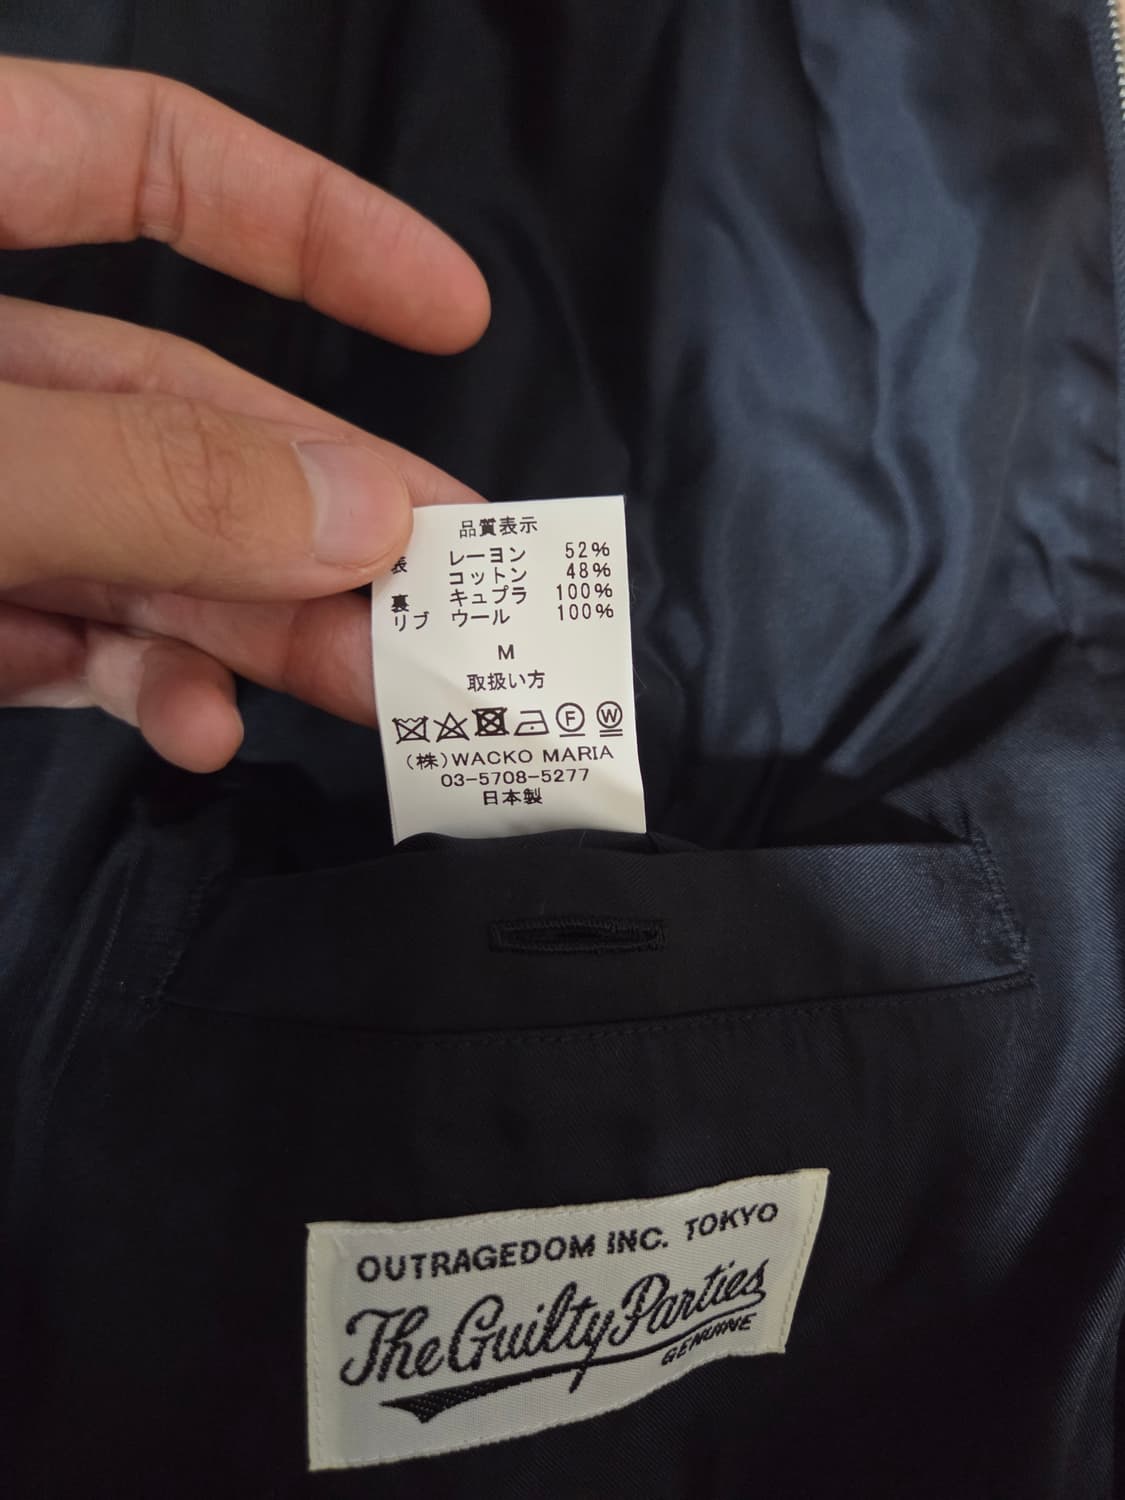 品質表示
表 レーヨン 52%
コットン 48%
裏 キュプラ 100%
リブ ウール 100%
M
取扱い方
F W
(株)WACKO MARIA
03-5708-5277
日本製
OUTRAGEDOM INC. TOKYO
The Guilty Parties
GENUINE